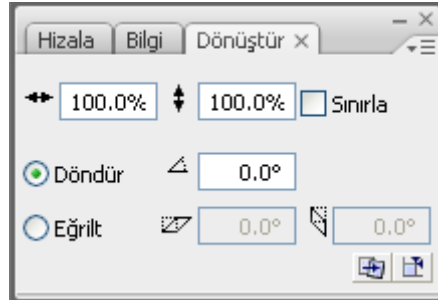 Hizala Bilgi Dönüştür
100.0% 100.0% Sınırla
Döndür 0.0°
Eğrilt 0.0° 0.0°